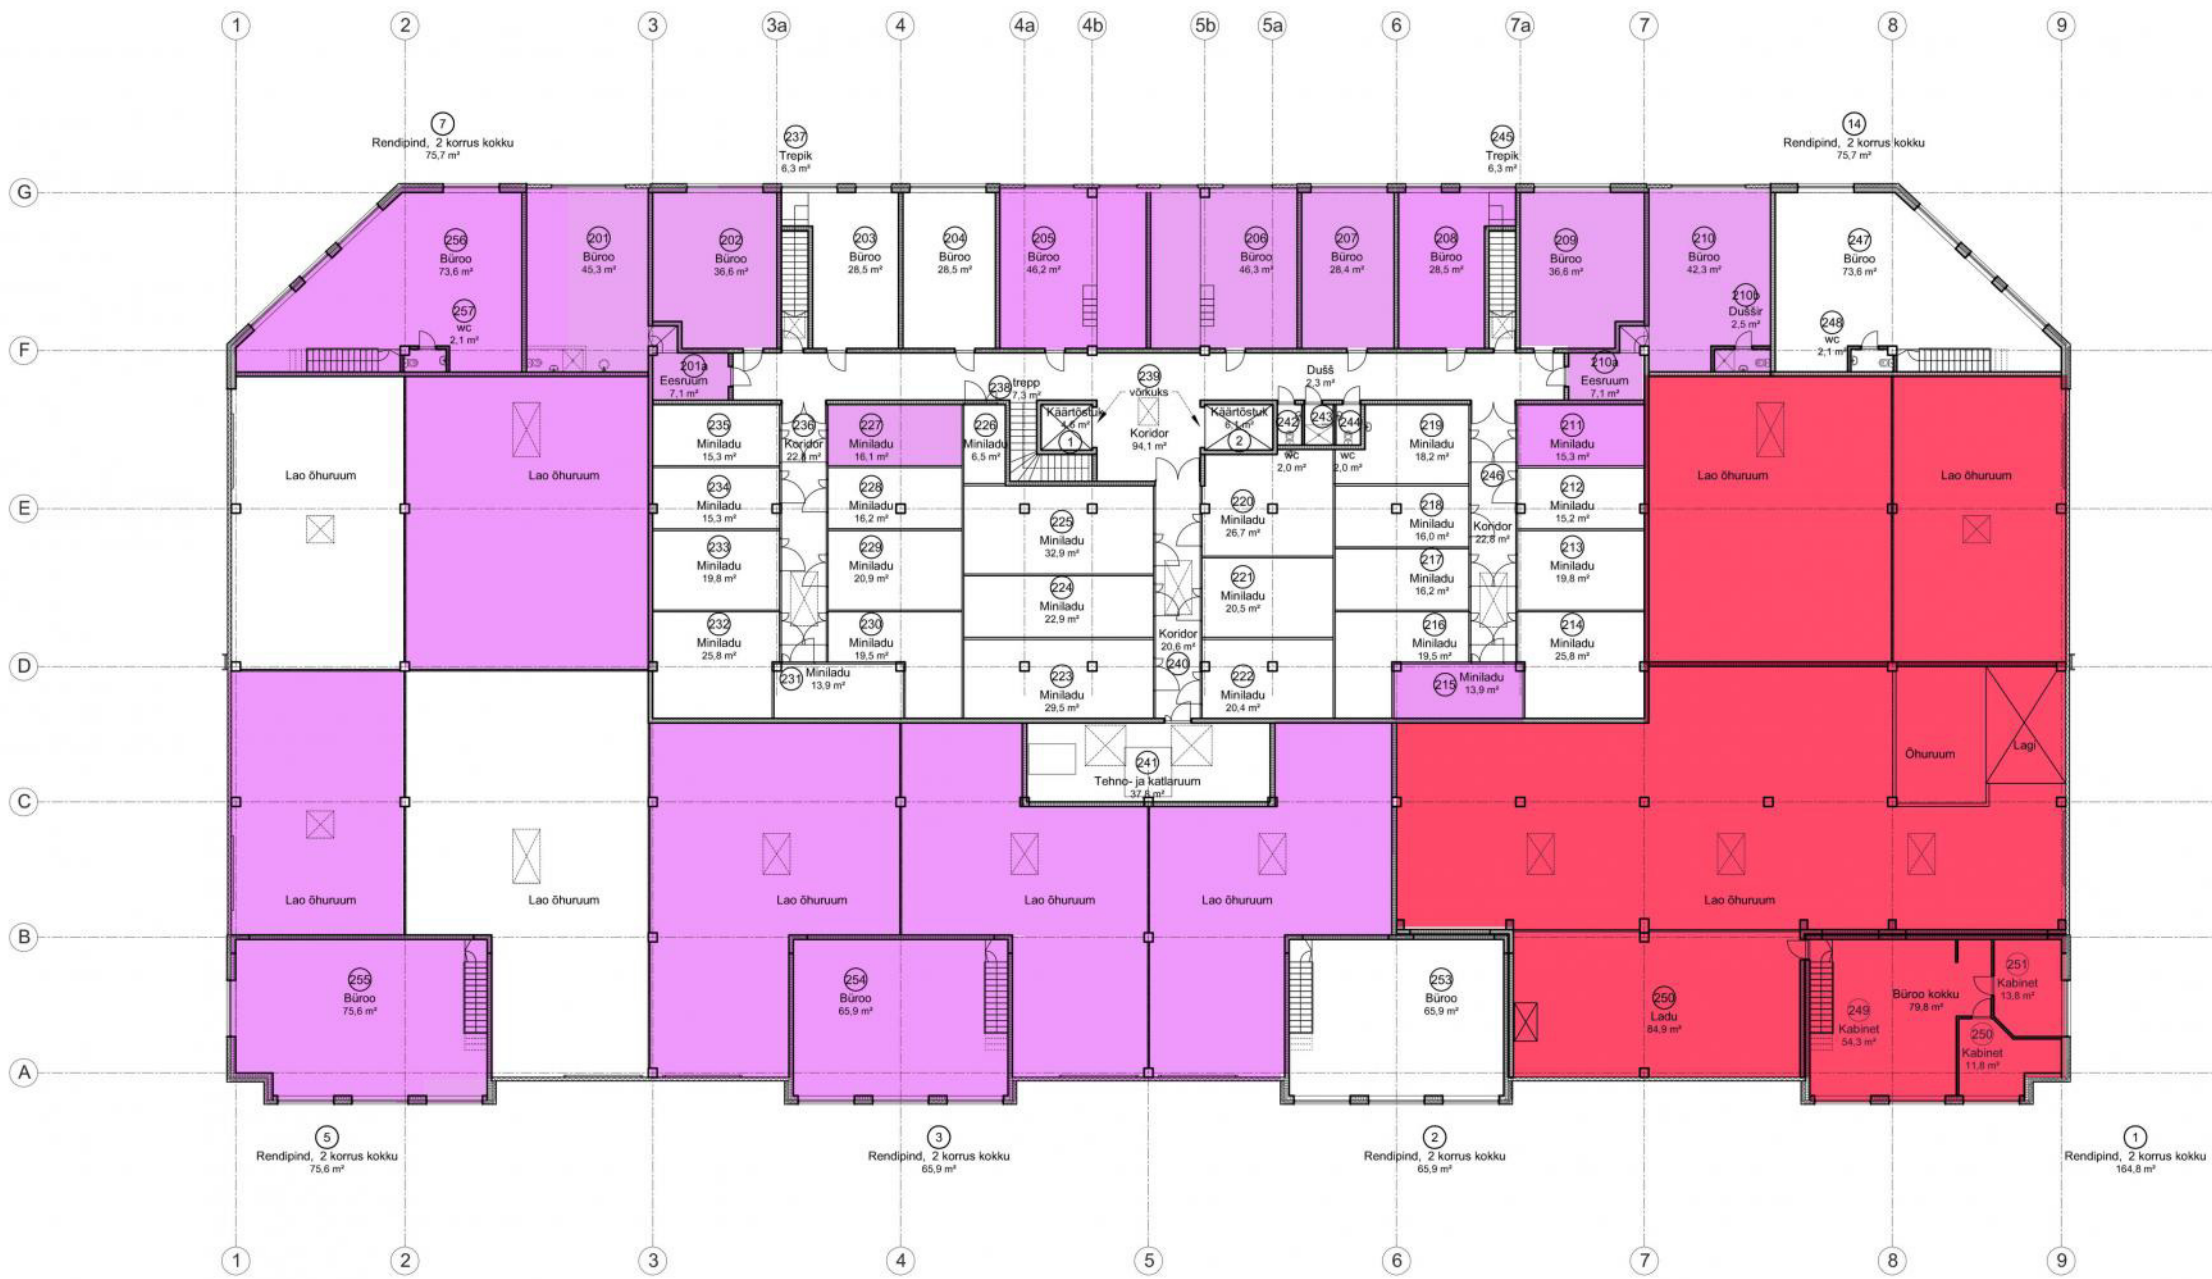 1
2
3
3a
4
4a
4b
5b
5a
6
7a
7
8
9
7
Rendipind, 2 korrus kokku
75,7 m²
237
Trepik
6,3 m²
245
Trepik
6,3 m²
14
Rendipind, 2 korrus kokku
75,7 m²
G
256
Büroo
73,6 m²
201
Büroo
45,3 m²
202
Büroo
36,6 m²
203
Büroo
28,5 m²
204
Büroo
28,5 m²
205
Büroo
46,2 m²
206
Büroo
46,3 m²
207
Büroo
28,4 m²
208
Büroo
28,5 m²
209
Büroo
36,6 m²
210
Büroo
42,3 m²
247
Büroo
73,6 m²
257
wc
2,1 m²
210b
Dušsir
2,5 m²
248
wc
2,1 m²
F
201a
Eesruum
7,1 m²
238
trepp
7,3 m²
239
võrkuks
Koridor
94,1 m²
Dušš
2,3 m²
210a
Eesruum
7,1 m²
235
Miniladu
15,3 m²
236
Koridor
22,8 m²
227
Miniladu
16,1 m²
226
Miniladu
6,5 m²
Käärtõstuk
4,6 m²
1
Käärtõstuk
6,1 m²
2
242
wc
2,0 m²
243
244
wc
2,0 m²
219
Miniladu
18,2 m²
246
Koridor
22,8 m²
211
Miniladu
15,3 m²
Lao õhuruum
Lao õhuruum
Lao õhuruum
Lao õhuruum
E
234
Miniladu
15,3 m²
228
Miniladu
16,2 m²
225
Miniladu
32,9 m²
220
Miniladu
26,7 m²
218
Miniladu
16,0 m²
212
Miniladu
15,2 m²
233
Miniladu
19,8 m²
229
Miniladu
20,9 m²
224
Miniladu
22,9 m²
221
Miniladu
20,5 m²
217
Miniladu
16,2 m²
213
Miniladu
19,8 m²
232
Miniladu
25,8 m²
230
Miniladu
19,5 m²
Koridor
20,6 m²
240
216
Miniladu
19,5 m²
214
Miniladu
25,8 m²
D
231
Miniladu
13,9 m²
223
Miniladu
29,5 m²
222
Miniladu
20,4 m²
215
Miniladu
13,9 m²
241
Tehno- ja katlaruum
37,8 m²
Õhuruum
Lagi
C
Lao õhuruum
Lao õhuruum
Lao õhuruum
Lao õhuruum
Lao õhuruum
Lao õhuruum
B
255
Büroo
75,6 m²
254
Büroo
65,9 m²
253
Büroo
65,9 m²
250
Ladu
84,9 m²
249
Kabinet
54,3 m²
Büroo kokku
79,8 m²
251
Kabinet
13,8 m²
250
Kabinet
11,8 m²
A
5
Rendipind, 2 korrus kokku
75,6 m²
3
Rendipind, 2 korrus kokku
65,9 m²
2
Rendipind, 2 korrus kokku
65,9 m²
1
Rendipind, 2 korrus kokku
164,8 m²
1
2
3
4
5
6
7
8
9